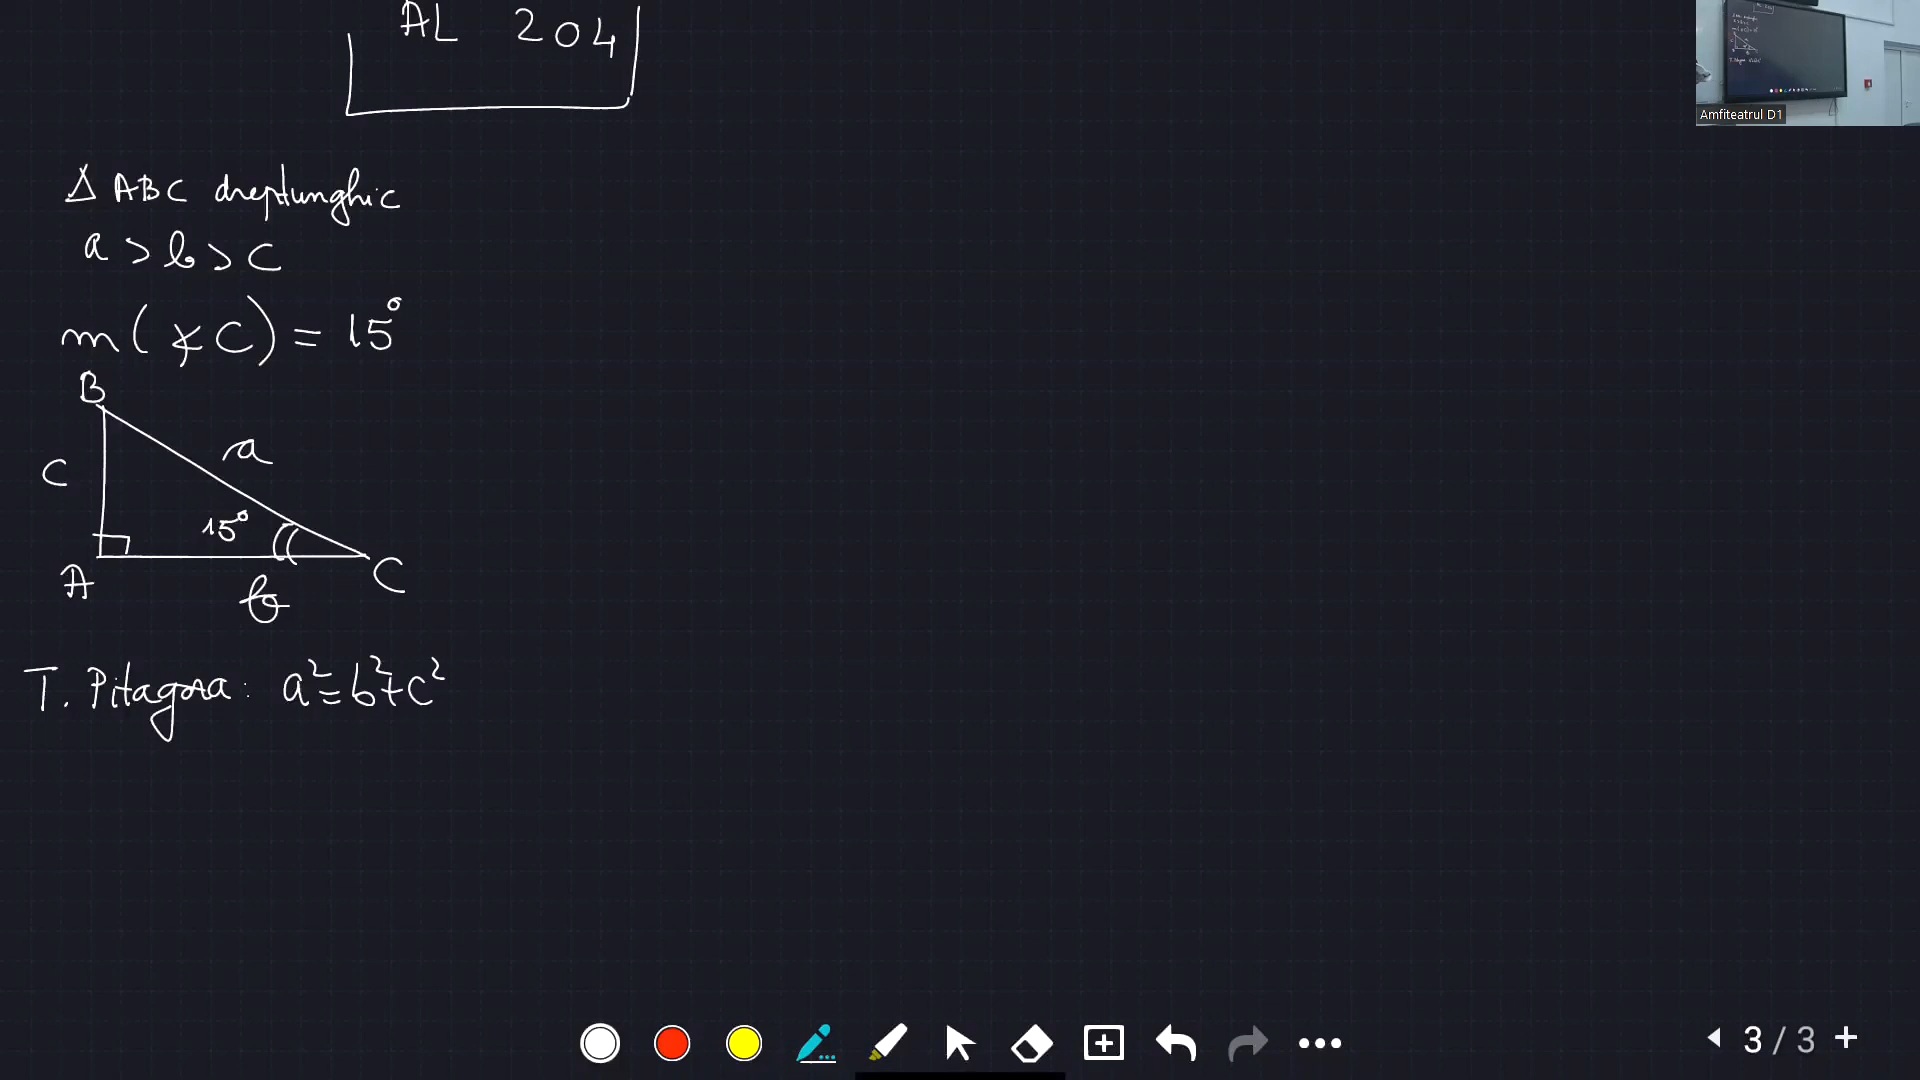 AL 204
Amfiteatrul D1
Δ ABC dreptunghic
a > b > c
m(∢C) = 15°
B
a
c
15°
A
b
C
T. Pitagora: a²=b²+c²
3 / 3